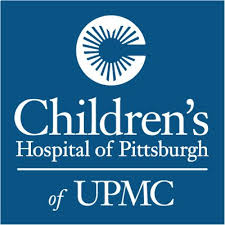 Children's
Hospital of Pittsburgh
of UPMC